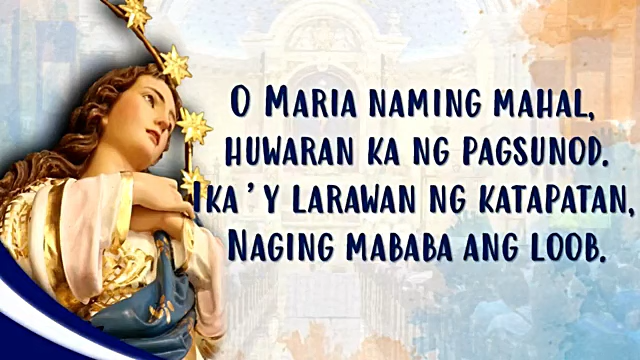 O MARIA NAMING MAHAL,
HUWARAN KA NG PAGSUNOD.
IKA'Y LARAWAN NG KATAPATAN,
NAGING MABABA ANG LOOB.